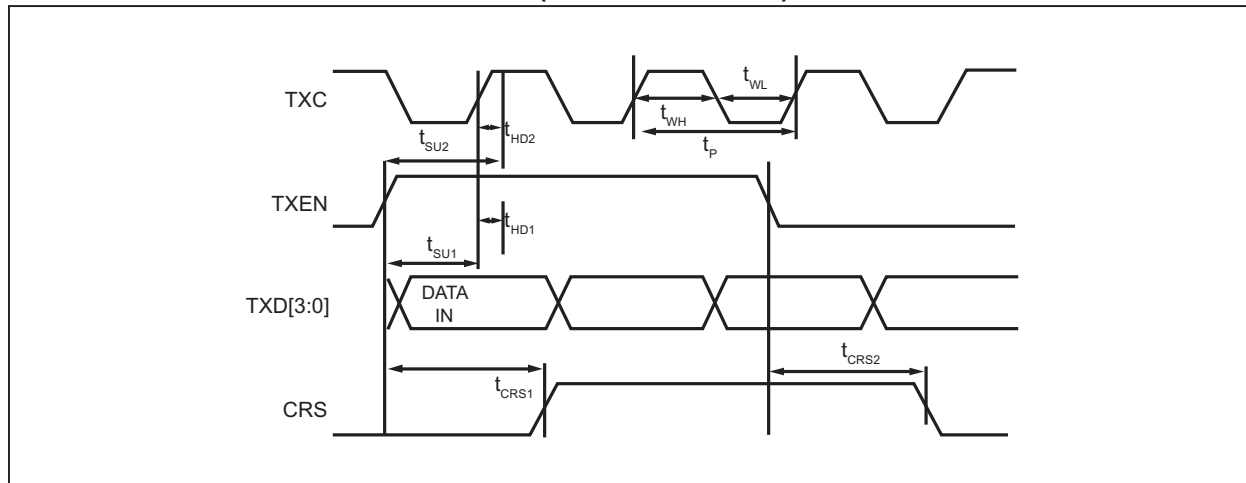 TXC
t_WL
t_WH
t_P
t_HD2
t_SU2
TXEN
t_HD1
t_SU1
TXD[3:0]
DATA
IN
t_CRS2
t_CRS1
CRS